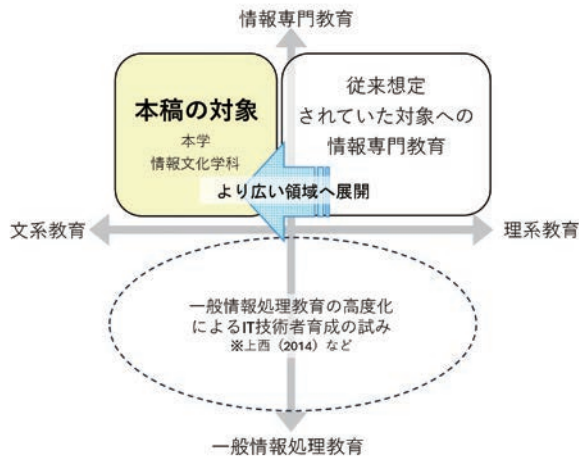 情報専門教育
本稿の対象
本学
情報文化学科
従来想定
されていた対象への
情報専門教育
より広い領域へ展開
文系教育
理系教育
一般情報処理教育の高度化
によるIT技術者育成の試み
※上西（2014）など
一般情報処理教育